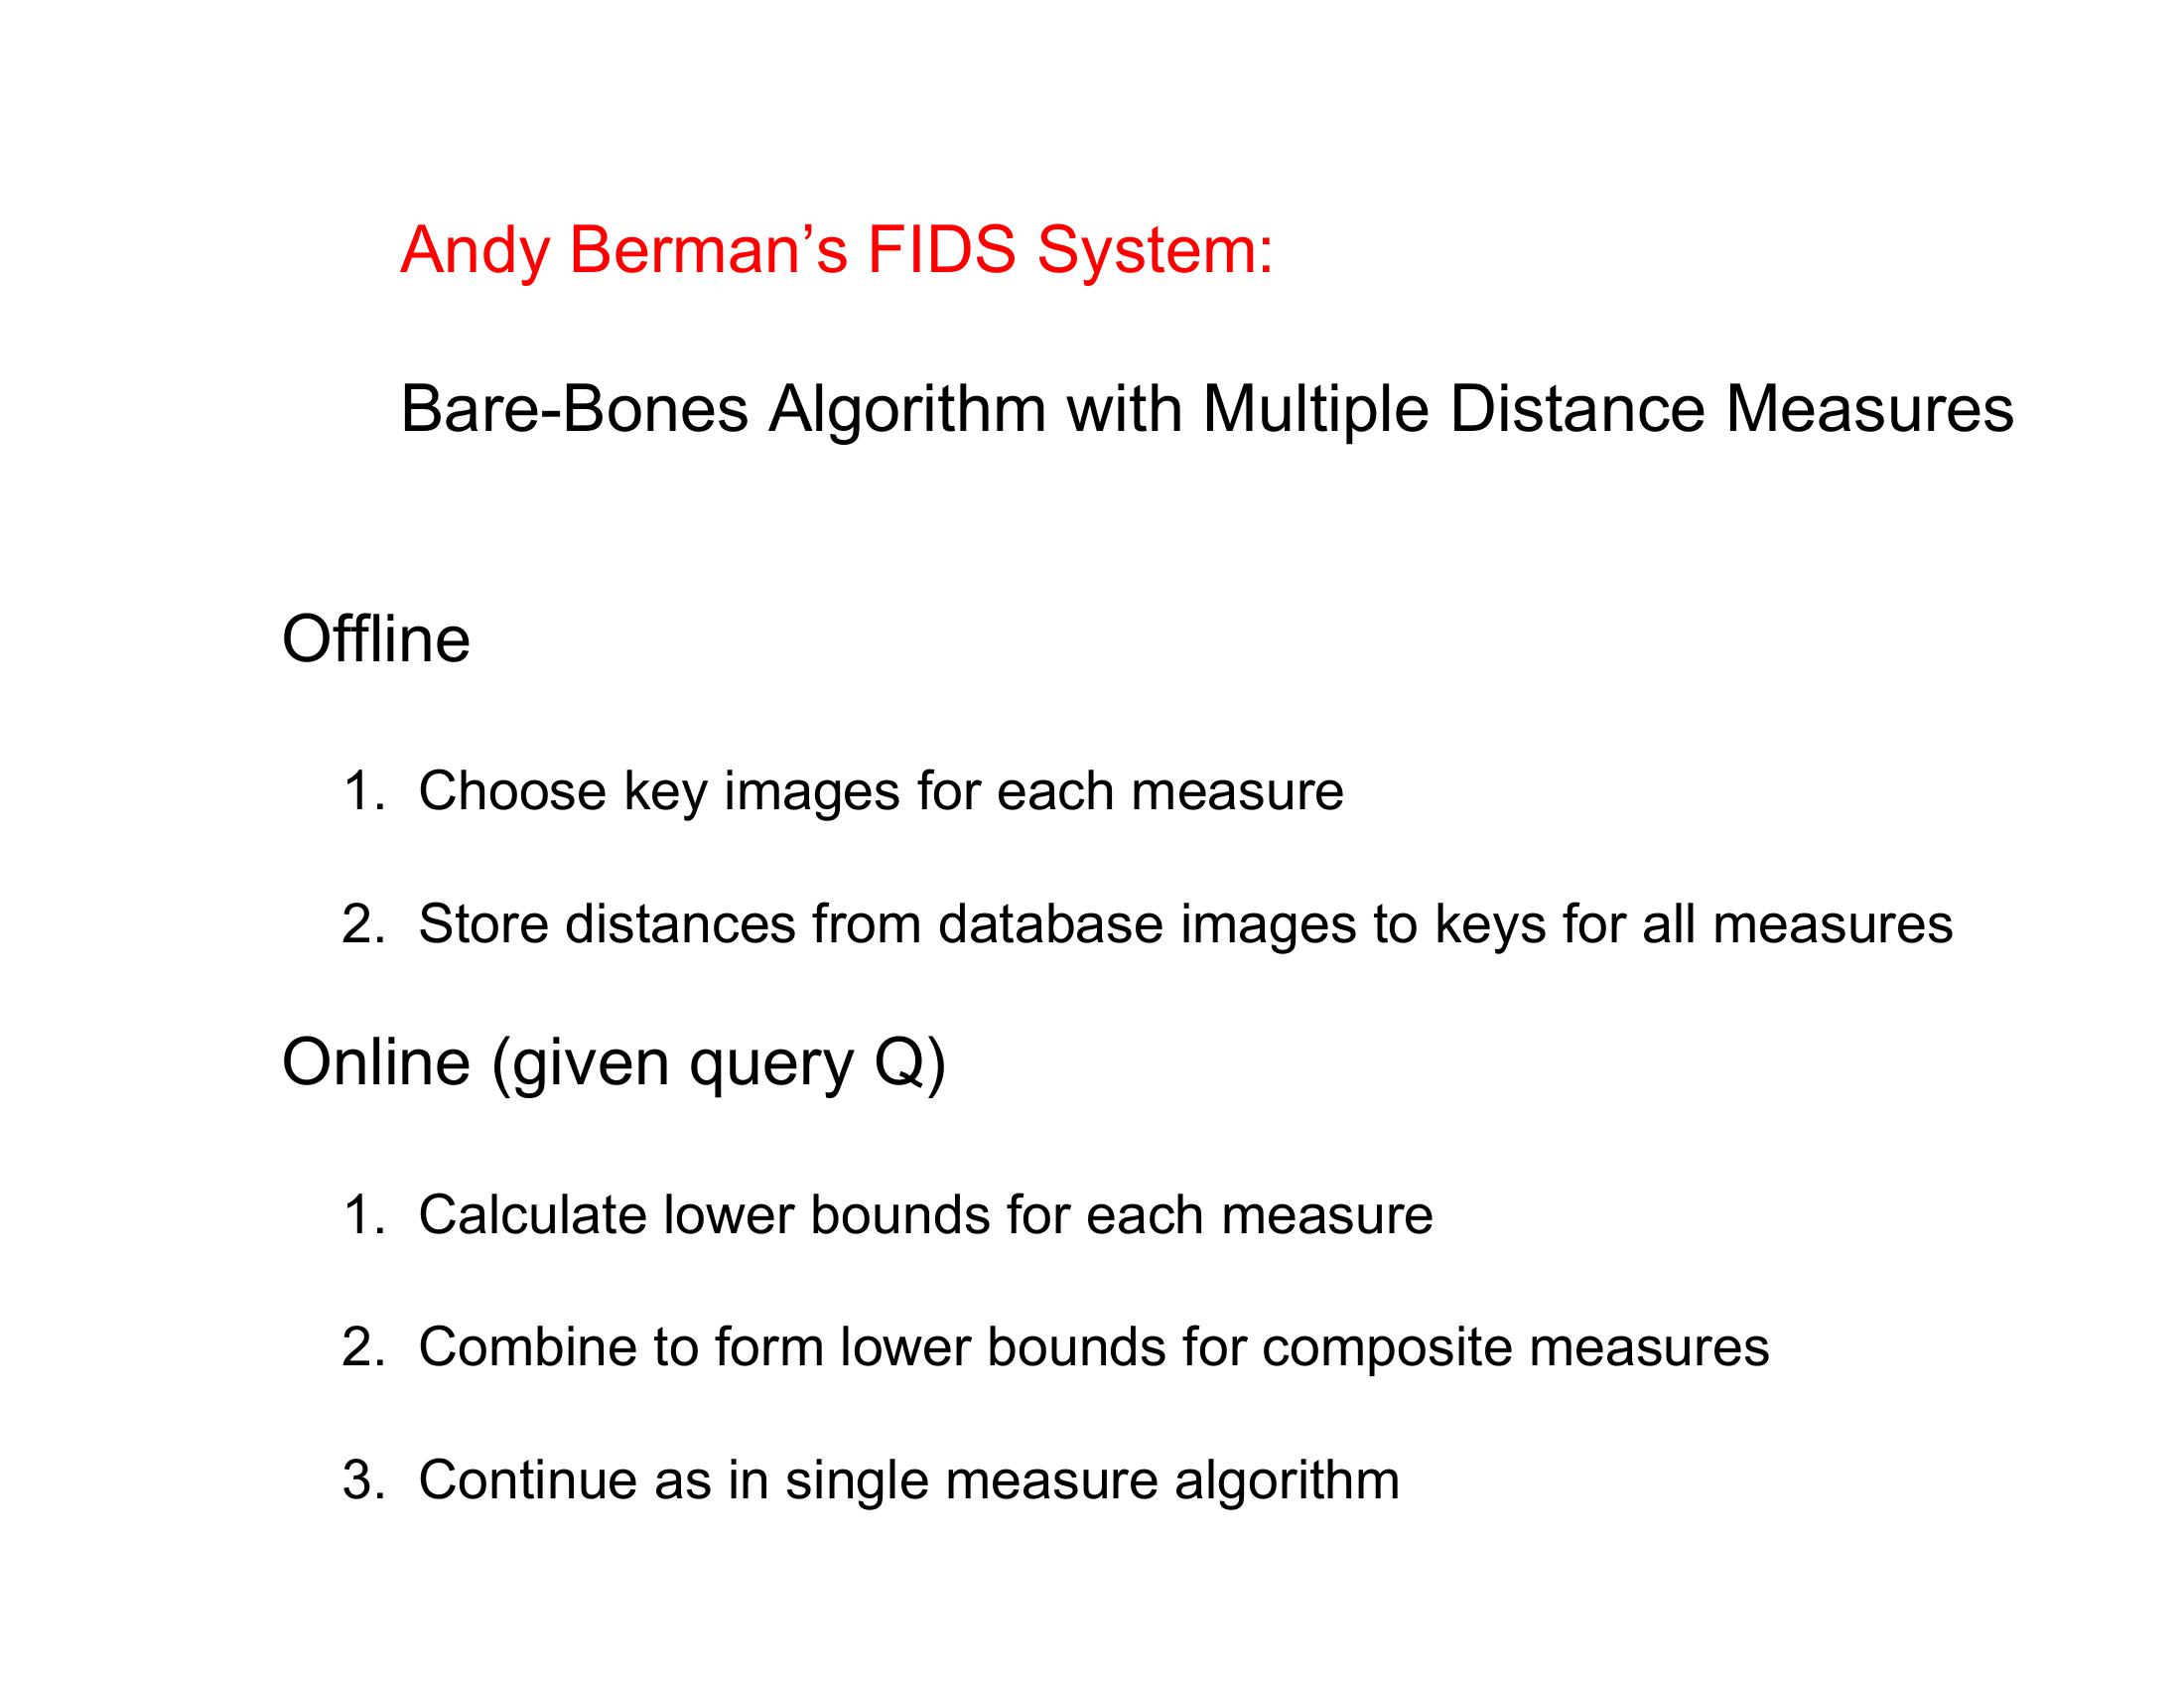 Andy Berman’s FIDS System:
Bare-Bones Algorithm with Multiple Distance Measures
Offline
1. Choose key images for each measure
2. Store distances from database images to keys for all measures
Online (given query Q)
1. Calculate lower bounds for each measure
2. Combine to form lower bounds for composite measures
3. Continue as in single measure algorithm